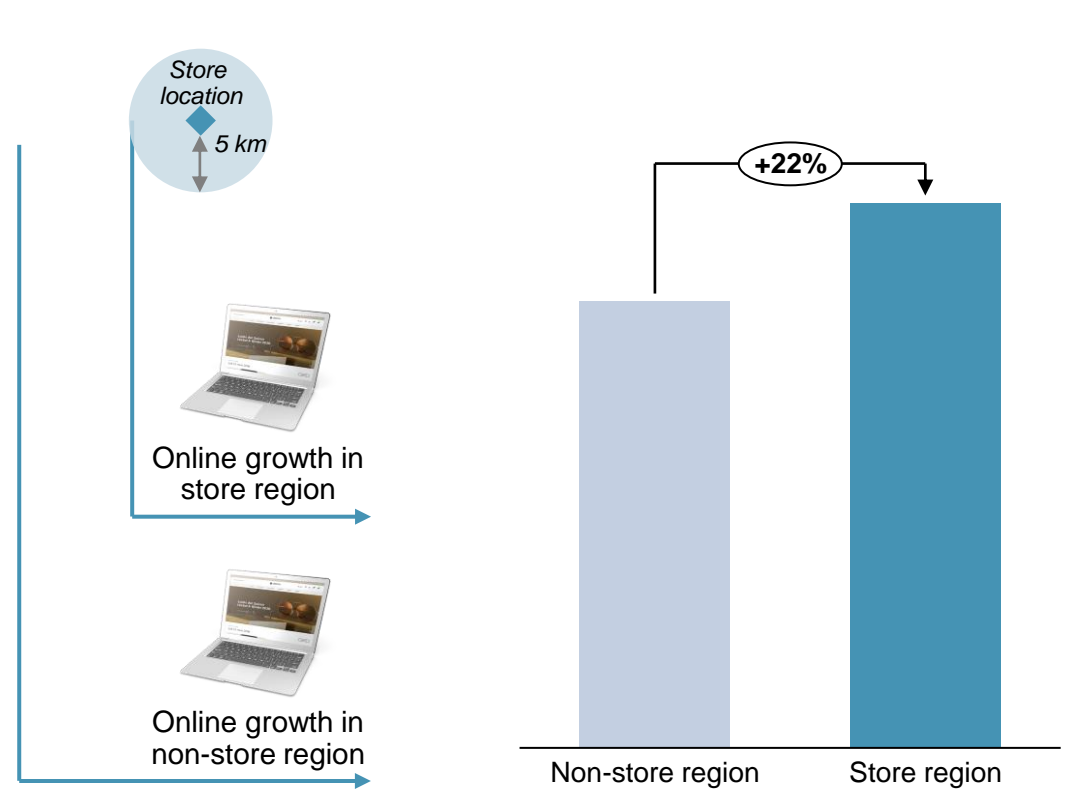 Store
location
5 km
Online growth in
store region
Online growth in
non-store region
+22%
Non-store region
Store region